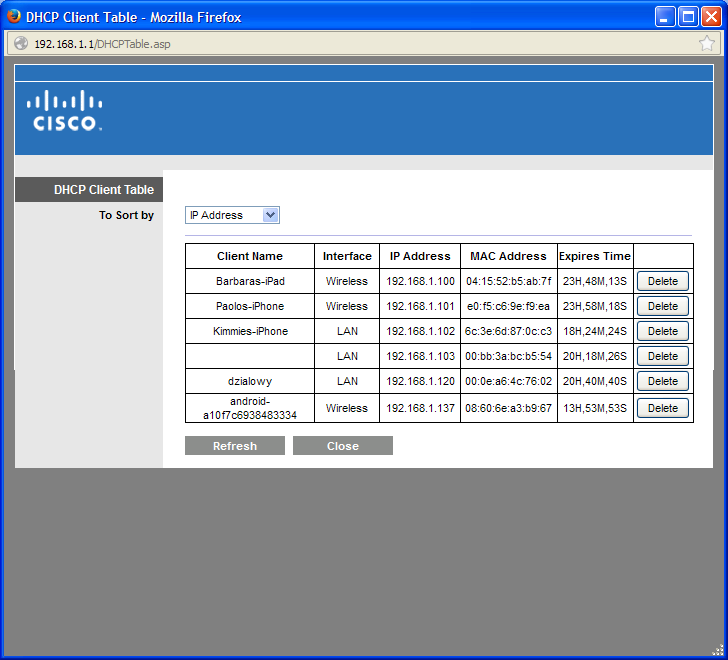 DHCP Client Table - Mozilla Firefox
192.168.1.1/DHCPTable.asp
CISCO.
DHCP Client Table
To Sort by IP Address
Client Name Interface IP Address MAC Address Expires Time
Barbaras-iPad Wireless 192.168.1.100 04:15:52:b5:ab:7f 23H,48M,13S Delete
Paolos-iPhone Wireless 192.168.1.101 e0:f5:c6:9e:f9:ea 23H,58M,18S Delete
Kimmies-iPhone LAN 192.168.1.102 6c:3e:6d:87:0c:c3 18H,24M,24S Delete
LAN 192.168.1.103 00:bb:3a:bc:b5:54 20H,18M,26S Delete
dzialowy LAN 192.168.1.120 00:0e:a6:4c:76:02 20H,40M,40S Delete
android-
a10f7c6938483334 Wireless 192.168.1.137 08:60:6e:a3:b9:67 13H,53M,53S Delete
Refresh Close